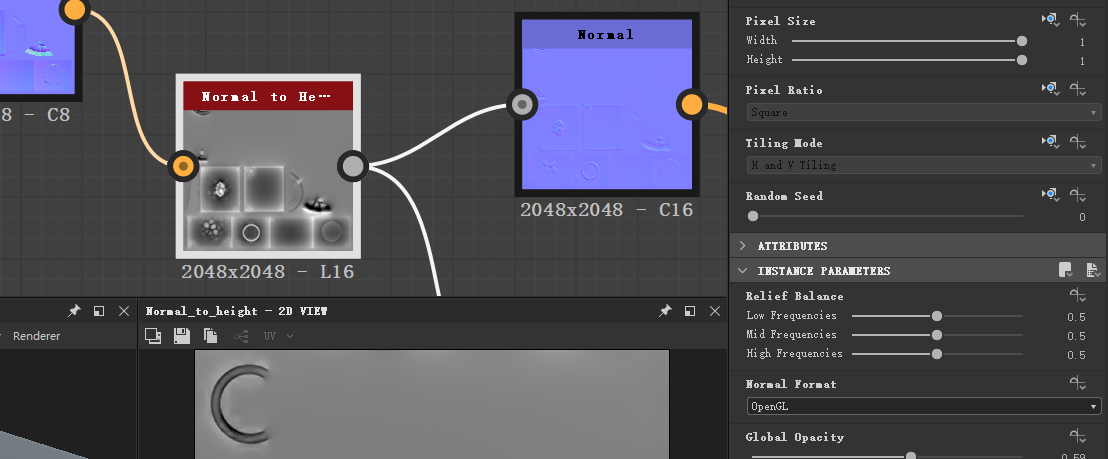 8 - C8
Normal to He…
2048x2048 - L16
Normal
2048x2048 - C16
Renderer
Normal_to_height - 2D VIEW
UV
Pixel Size
Width 1
Height 1
Pixel Ratio
Square
Tiling Mode
H and V Tiling
Random Seed
0
ATTRIBUTES
INSTANCE PARAMETERS
Relief Balance
Low Frequencies 0.5
Mid Frequencies 0.5
High Frequencies 0.5
Normal Format
OpenGL
Global Opacity
0.59